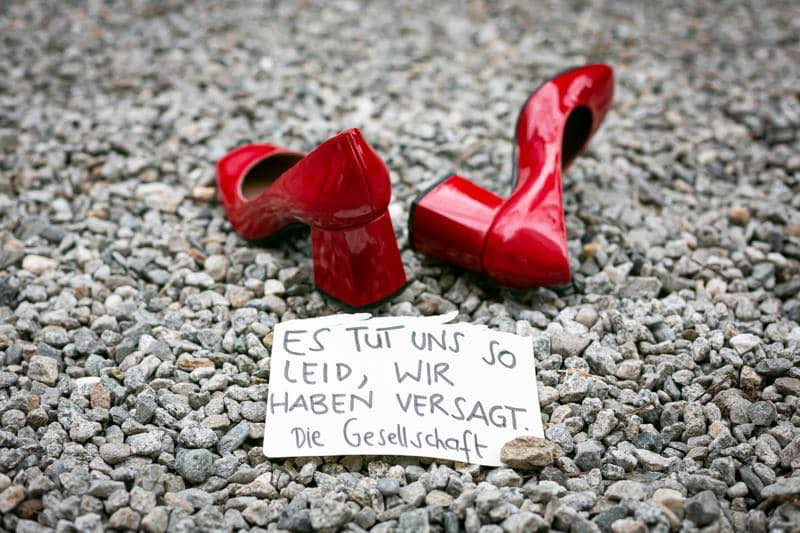 ES TUT UNS SO
LEID, WIR
HABEN VERSAGT.
Die Gesellschaft